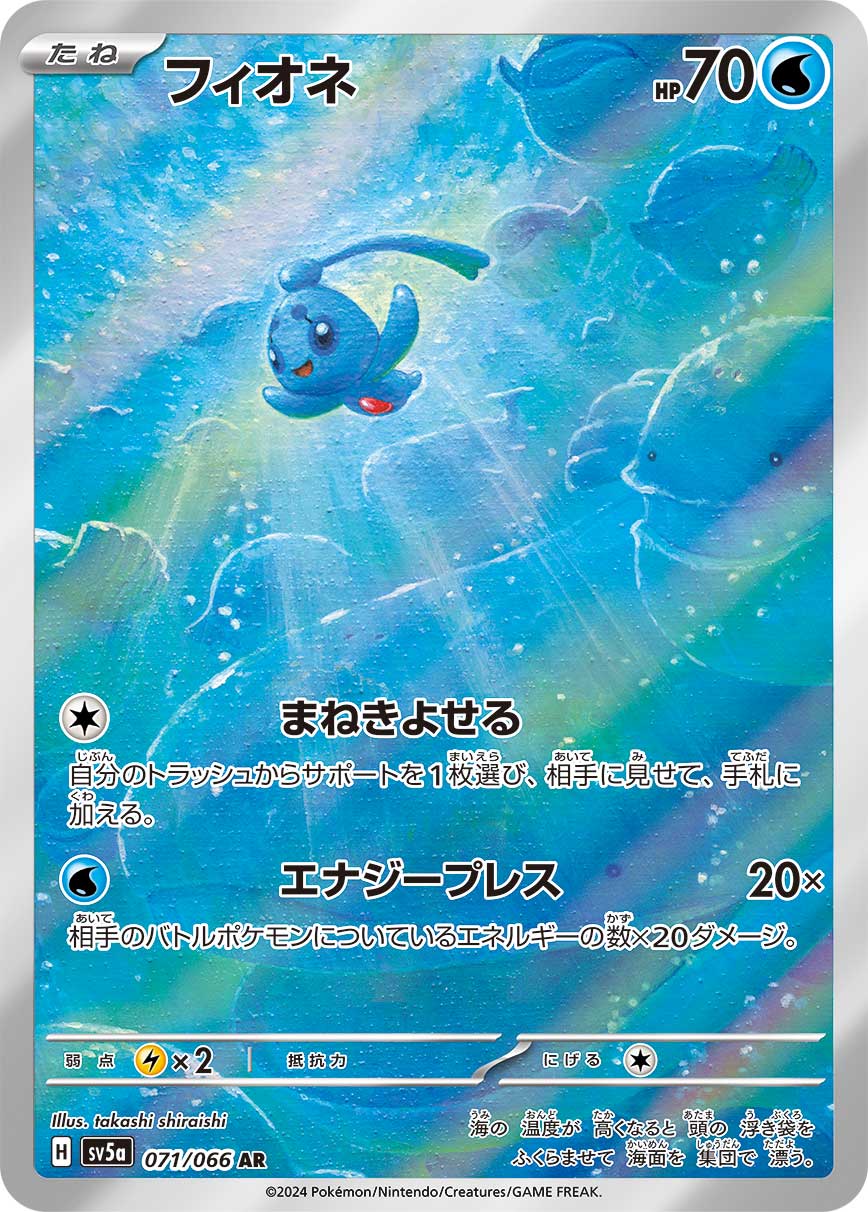 たね
フィオネ
HP70
まねきよせる
自分のトラッシュからサポートを1枚選び、相手に見せて、手札に
加える。
エナジープレス 20×
相手のバトルポケモンについているエネルギーの数×20ダメージ。
弱点 ×2 抵抗力 にげる
Illus. takashi shiraishi
海の 温度が 高くなると 頭の 浮き袋を
ふくらませて 海面を 集団で 漂う。
H sv5a 071/066 AR
©2024 Pokémon/Nintendo/Creatures/GAME FREAK.